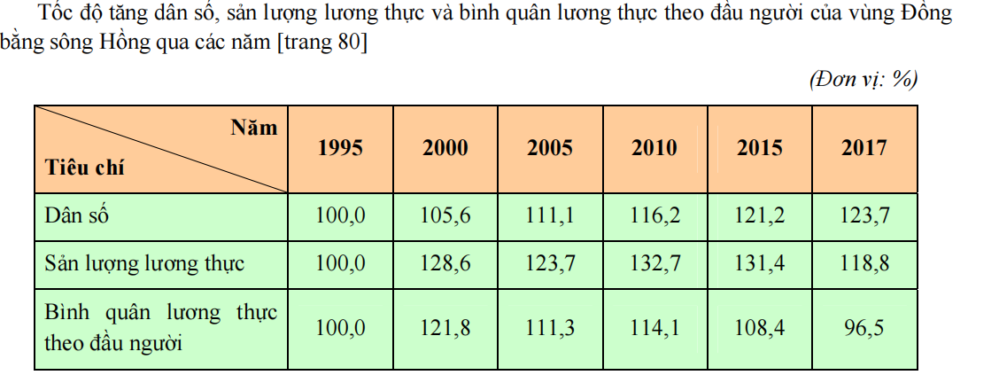 Tốc độ tăng dân số, sản lượng lương thực và bình quân lương thực theo đầu người của vùng Đồng
bằng sông Hồng qua các năm [trang 80]
(Đơn vị: %)
Năm
Tiêu chí
1995 2000 2005 2010 2015 2017
Dân số 100,0 105,6 111,1 116,2 121,2 123,7
Sản lượng lương thực 100,0 128,6 123,7 132,7 131,4 118,8
Bình quân lương thực
theo đầu người
100,0 121,8 111,3 114,1 108,4 96,5